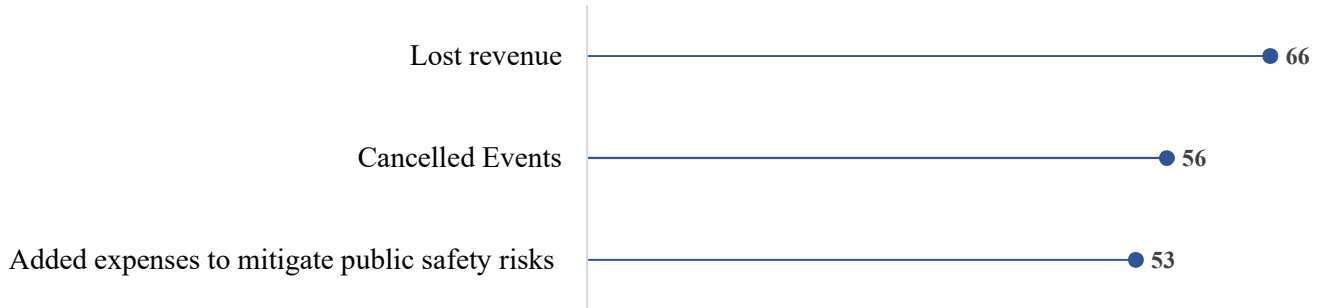 Lost revenue 66
Cancelled Events 56
Added expenses to mitigate public safety risks 53